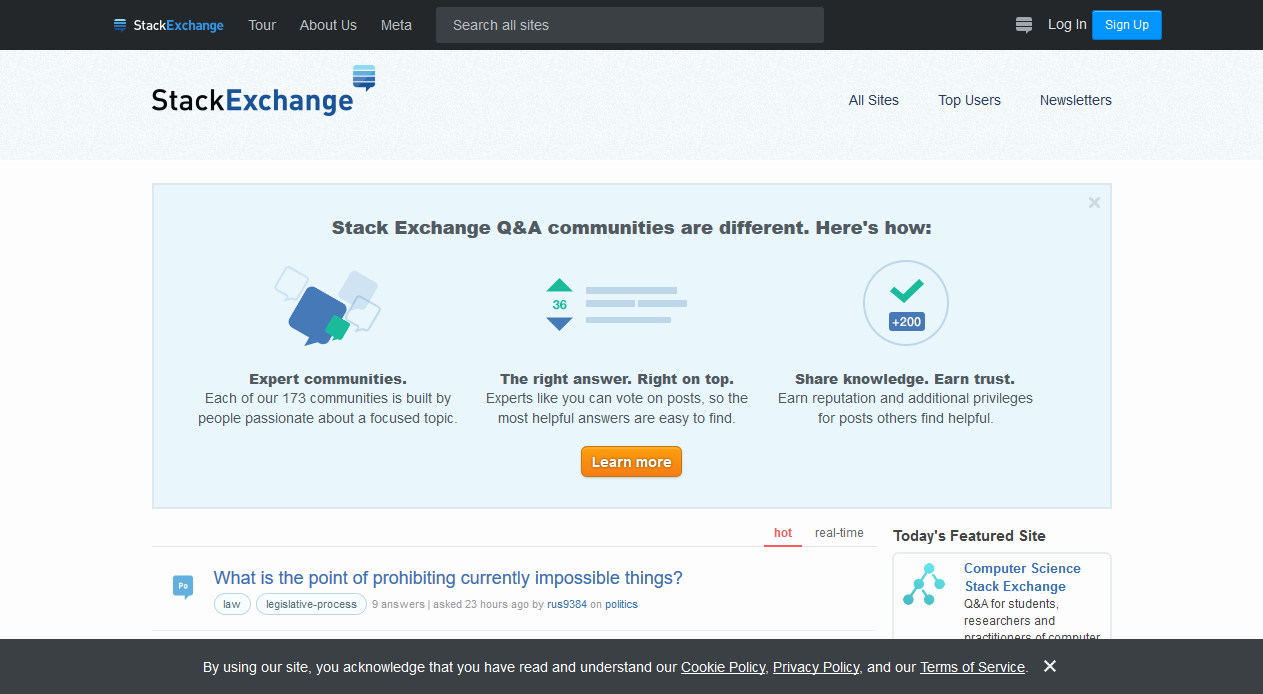 StackExchange Tour About Us Meta Search all sites Log In Sign Up
StackExchange
All Sites Top Users Newsletters
Stack Exchange Q&A communities are different. Here's how:
36
+200
Expert communities.
Each of our 173 communities is built by
people passionate about a focused topic.
The right answer. Right on top.
Experts like you can vote on posts, so the
most helpful answers are easy to find.
Share knowledge. Earn trust.
Earn reputation and additional privileges
for posts others find helpful.
Learn more
hot real-time
Po
What is the point of prohibiting currently impossible things?
law legislative-process 9 answers | asked 23 hours ago by rus9384 on politics
Today's Featured Site
Computer Science
Stack Exchange
Q&A for students,
researchers and
practitioners of computer
By using our site, you acknowledge that you have read and understand our Cookie Policy, Privacy Policy, and our Terms of Service.